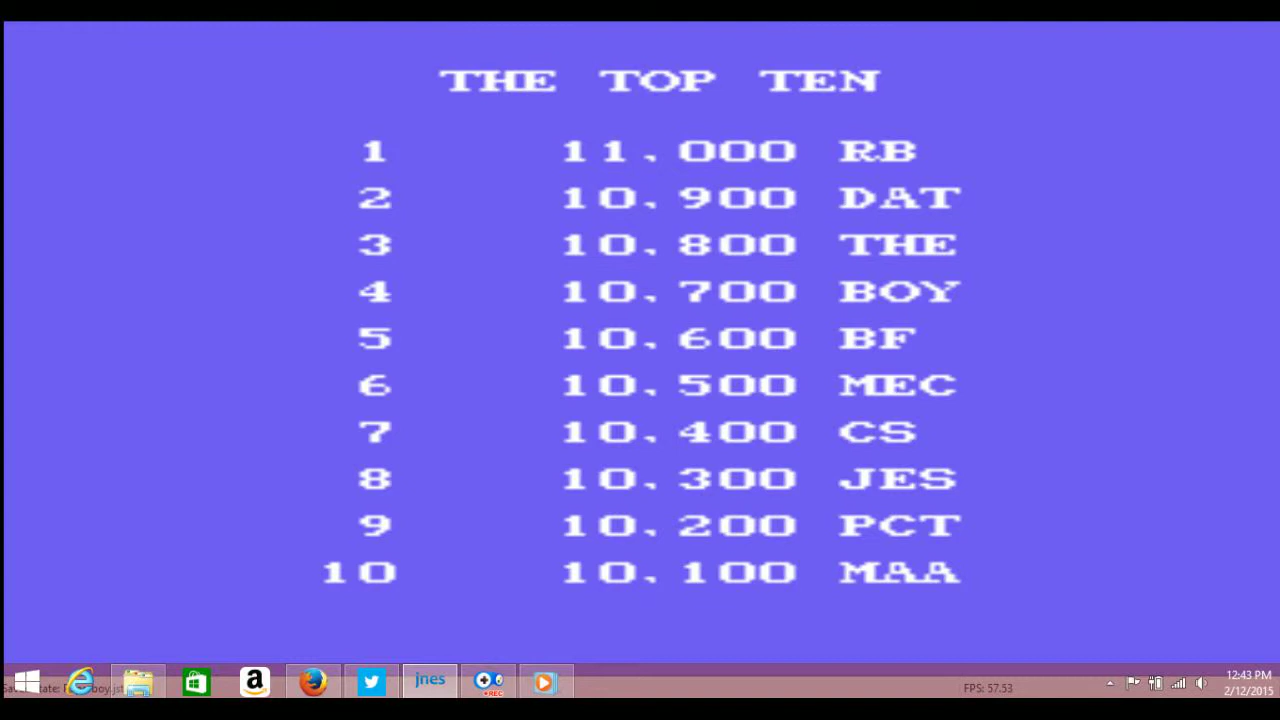 THE TOP TEN
1 11,000 RB
2 10,900 DAT
3 10,800 THE
4 10,700 BOY
5 10,600 BF
6 10,500 MEC
7 10,400 CS
8 10,300 JES
9 10,200 PCT
10 10,100 MAA
jnes
REC
FPS: 57.53
12:43 PM
2/12/2015